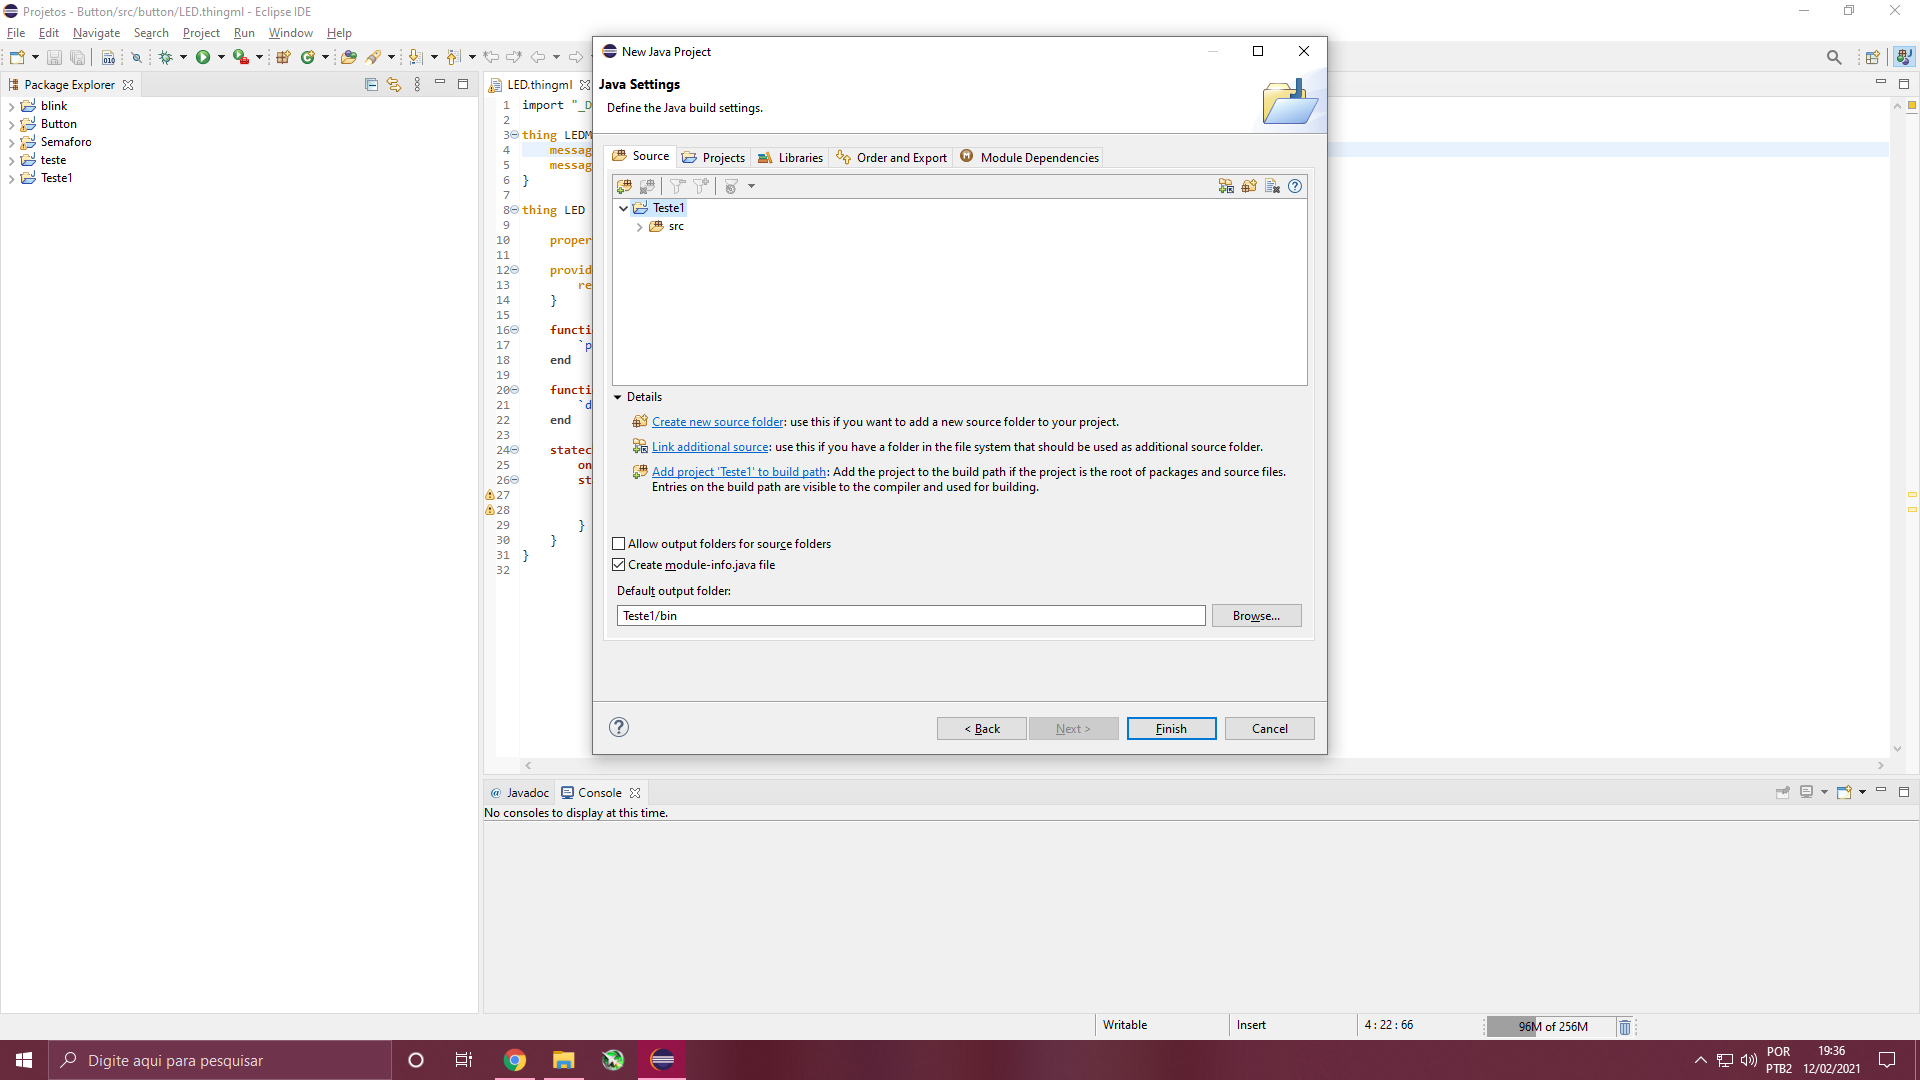 Projetos - Button/src/button/LED.thingml - Eclipse IDE
File Edit Navigate Search Project Run Window Help
Package Explorer
blink
Button
Semaforo
teste
Teste1
LED.thingml
1 import "_D
2
3 thing LEDM
4 messag
5 messag
6 }
7
8 thing LED
9
10 proper
11
12 provid
13 re
14 }
15
16 functi
17 `p
18 end
19
20 functi
21 `d
22 end
23
24 statec
25 on
26 st
27
28
29 }
30 }
31 }
32
New Java Project
Java Settings
Define the Java build settings.
Source Projects Libraries Order and Export Module Dependencies
Teste1
src
Details
Create new source folder: use this if you want to add a new source folder to your project.
Link additional source: use this if you have a folder in the file system that should be used as additional source folder.
Add project 'Teste1' to build path: Add the project to the build path if the project is the root of packages and source files.
Entries on the build path are visible to the compiler and used for building.
Allow output folders for source folders
Create module-info.java file
Default output folder:
Teste1/bin
Browse...
< Back Next > Finish Cancel
@ Javadoc Console
No consoles to display at this time.
Writable Insert 4 : 22 : 66 96M of 256M
Digite aqui para pesquisar
POR
PTB2
19:36
12/02/2021